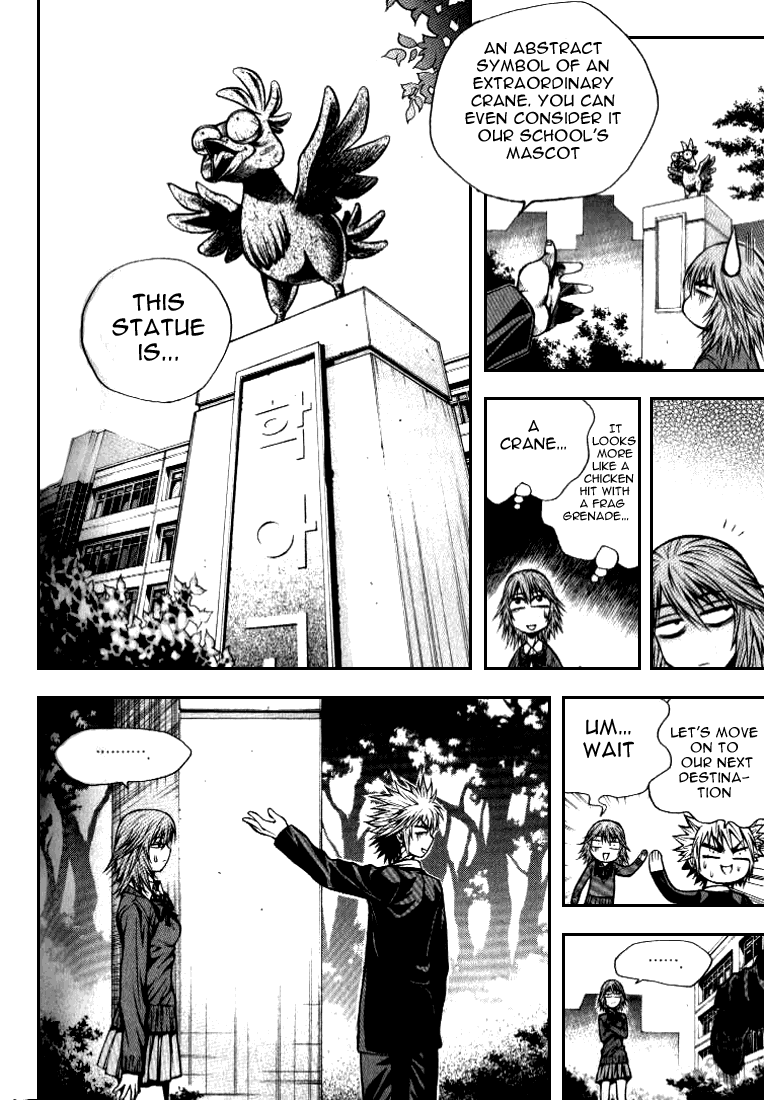 THIS
STATUE
IS...
학
아
AN ABSTRACT
SYMBOL OF AN
EXTRAORDINARY
CRANE. YOU CAN
EVEN CONSIDER IT
OUR SCHOOL'S
MASCOT
A
CRANE...
IT
LOOKS
MORE
LIKE A
CHICKEN
HIT WITH
A FRAG
GRENADE...
..........
UM...
WAIT
LET'S MOVE
ON TO
OUR NEXT
DESTINA-
TION
......